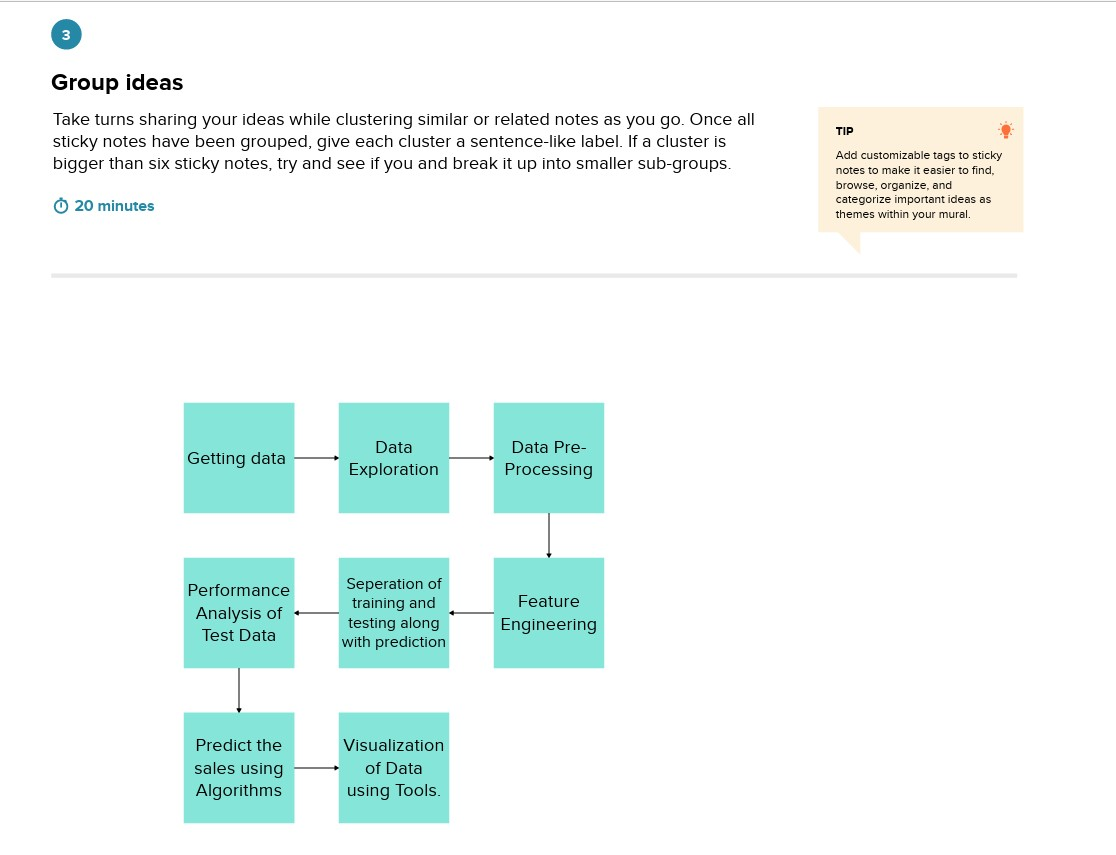 3
Group ideas
Take turns sharing your ideas while clustering similar or related notes as you go. Once all
sticky notes have been grouped, give each cluster a sentence-like label. If a cluster is
bigger than six sticky notes, try and see if you and break it up into smaller sub-groups.
20 minutes
TIP
Add customizable tags to sticky
notes to make it easier to find,
browse, organize, and
categorize important ideas as
themes within your mural.
Getting data
Data
Exploration
Data Pre-
Processing
Feature
Engineering
Seperation of
training and
testing along
with prediction
Performance
Analysis of
Test Data
Predict the
sales using
Algorithms
Visualization
of Data
using Tools.